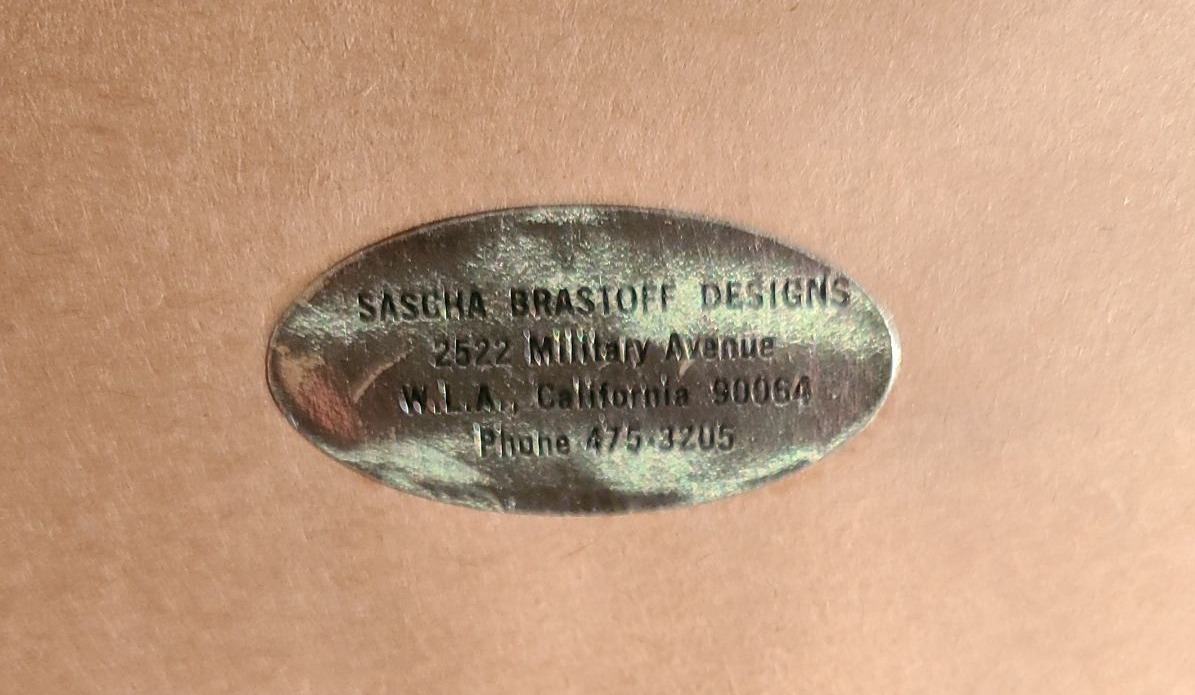 SASCHA BRASTOFF DESIGNS
2522 Military Avenue
W.L.A., California 90064
Phone 475-3205